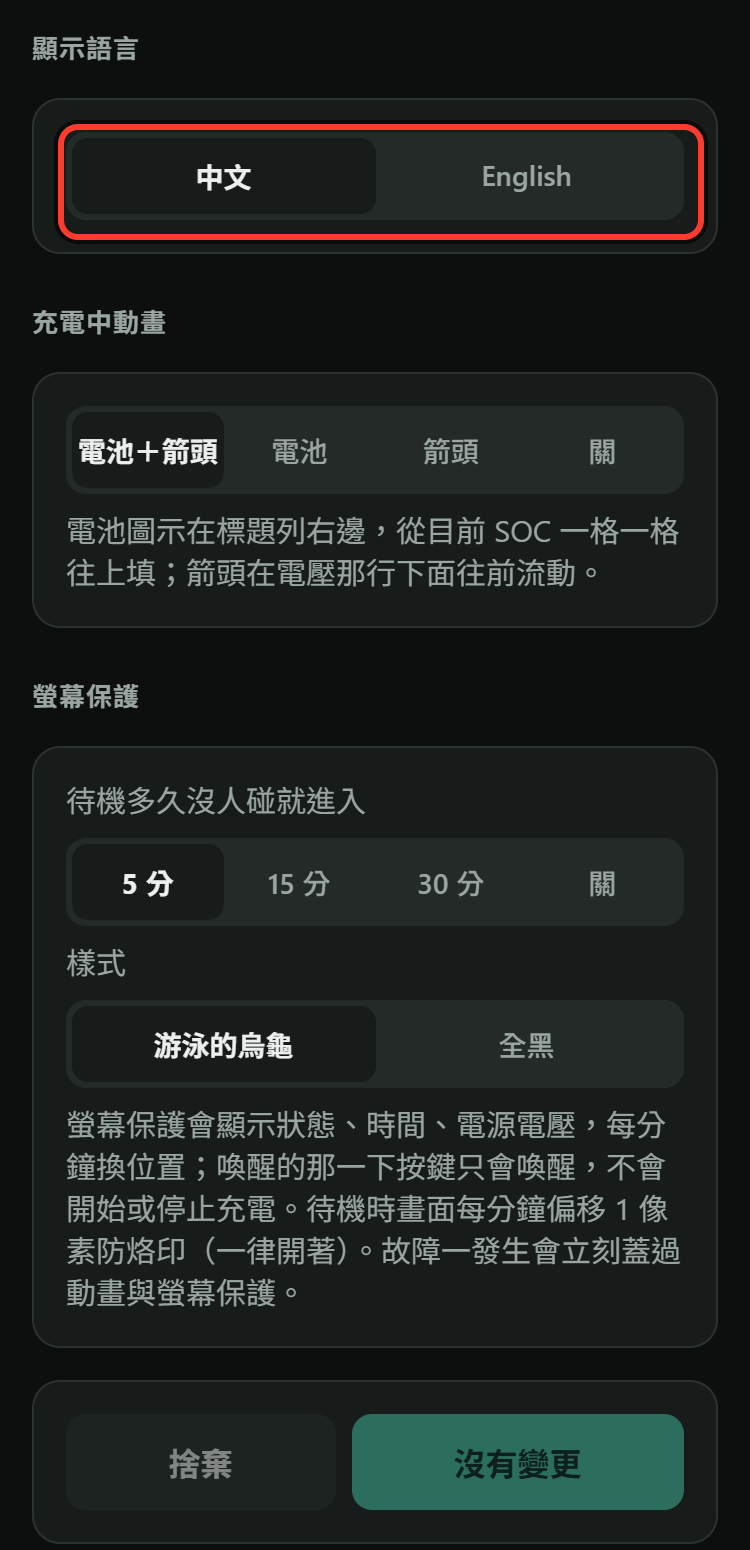 顯示語言
中文 English
充電中動畫
電池＋箭頭 電池 箭頭 關
電池圖示在標題列右邊，從目前 SOC 一格一格
往上填；箭頭在電壓那行下面往前流動。
螢幕保護
待機多久沒人碰就進入
5 分 15 分 30 分 關
樣式
游泳的烏龜 全黑
螢幕保護會顯示狀態、時間、電源電壓，每分
鐘換位置；喚醒的那一下按鍵只會喚醒，不會
開始或停止充電。待機時畫面每分鐘偏移 1 像
素防烙印（一律開著）。故障一發生會立刻蓋過
動畫與螢幕保護。
捨棄 沒有變更